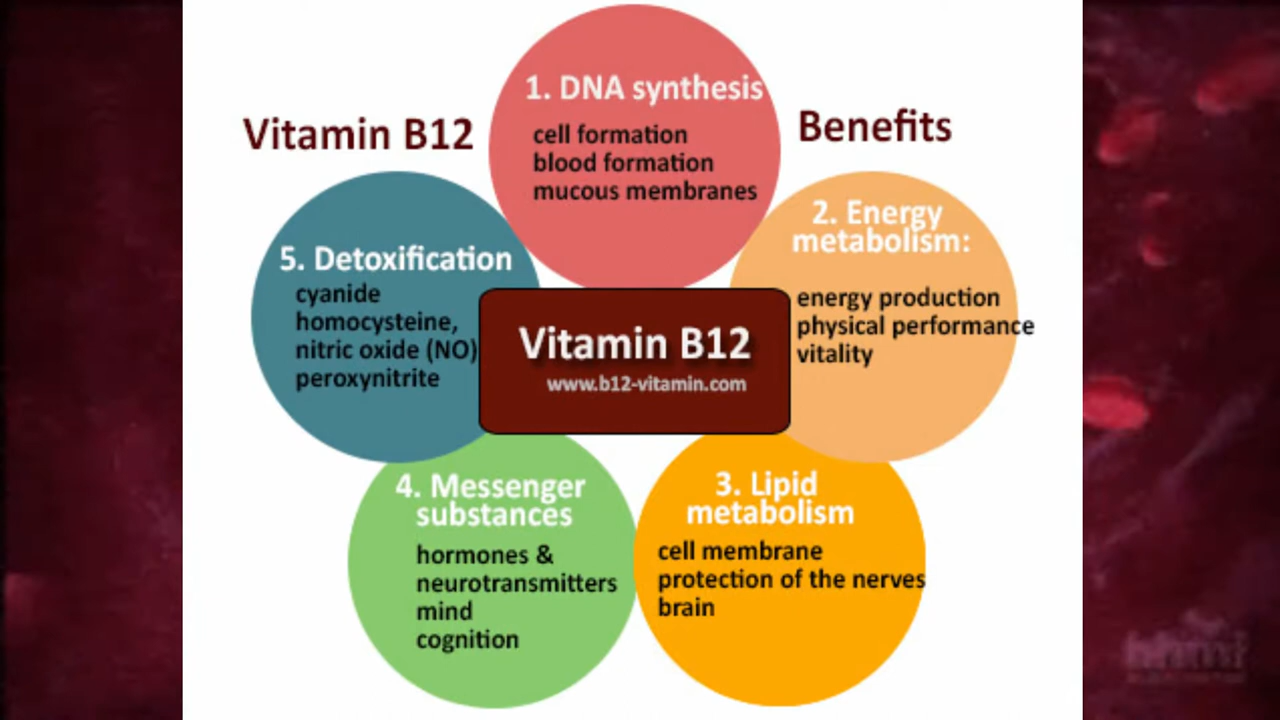 Vitamin B12
Benefits
1. DNA synthesis
cell formation
blood formation
mucous membranes
2. Energy
metabolism:
energy production
physical performance
vitality
3. Lipid
metabolism
cell membrane
protection of the nerves
brain
4. Messenger
substances
hormones &
neurotransmitters
mind
cognition
5. Detoxification
cyanide
homocysteine,
nitric oxide (NO)
peroxynitrite
Vitamin B12
www.b12-vitamin.com